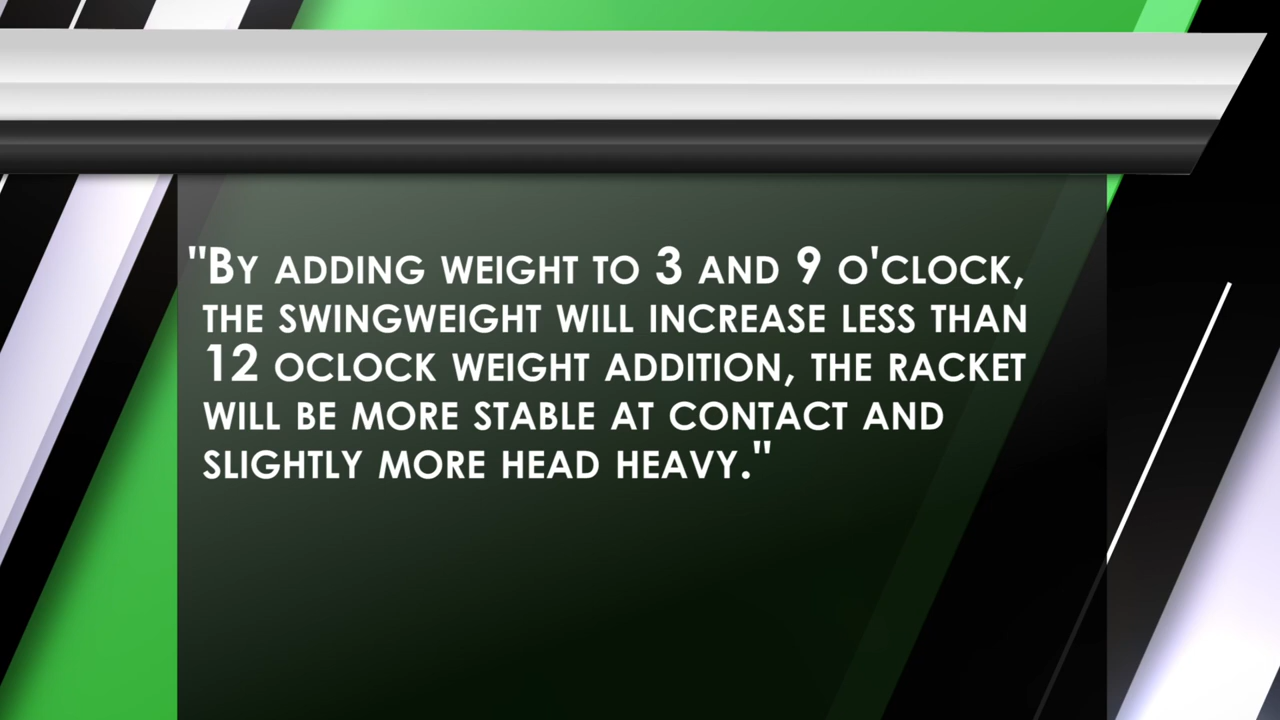 "By adding weight to 3 and 9 o'clock,
the swingweight will increase less than
12 oclock weight addition, the racket
will be more stable at contact and
slightly more head heavy."